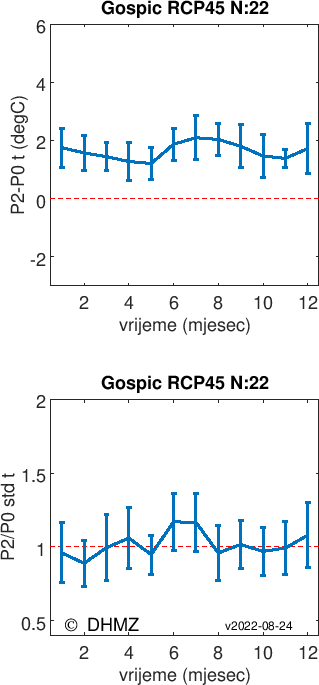 Gospic RCP45 N:22
6
4
2
0
-2
P2-P0 t (degC)
2 4 6 8 10 12
vrijeme (mjesec)
Gospic RCP45 N:22
2
1.5
1
0.5
P2/P0 std t
© DHMZ
v2022-08-24
2 4 6 8 10 12
vrijeme (mjesec)